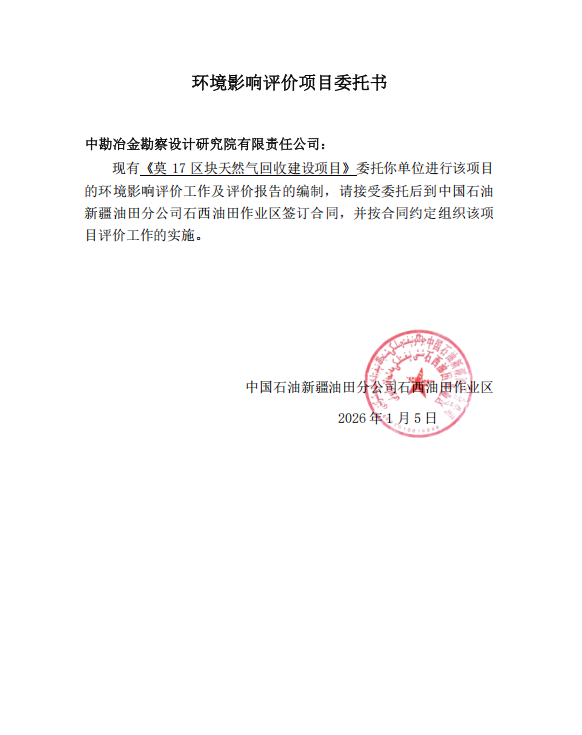 环境影响评价项目委托书
中勘冶金勘察设计研究院有限责任公司：
现有《莫 17 区块天然气回收建设项目》委托你单位进行该项目
的环境影响评价工作及评价报告的编制，请接受委托后到中国石油
新疆油田分公司石西油田作业区签订合同，并按合同约定组织该项
目评价工作的实施。
中国石油新疆油田分公司石西油田作业区
2026 年 1 月 5 日